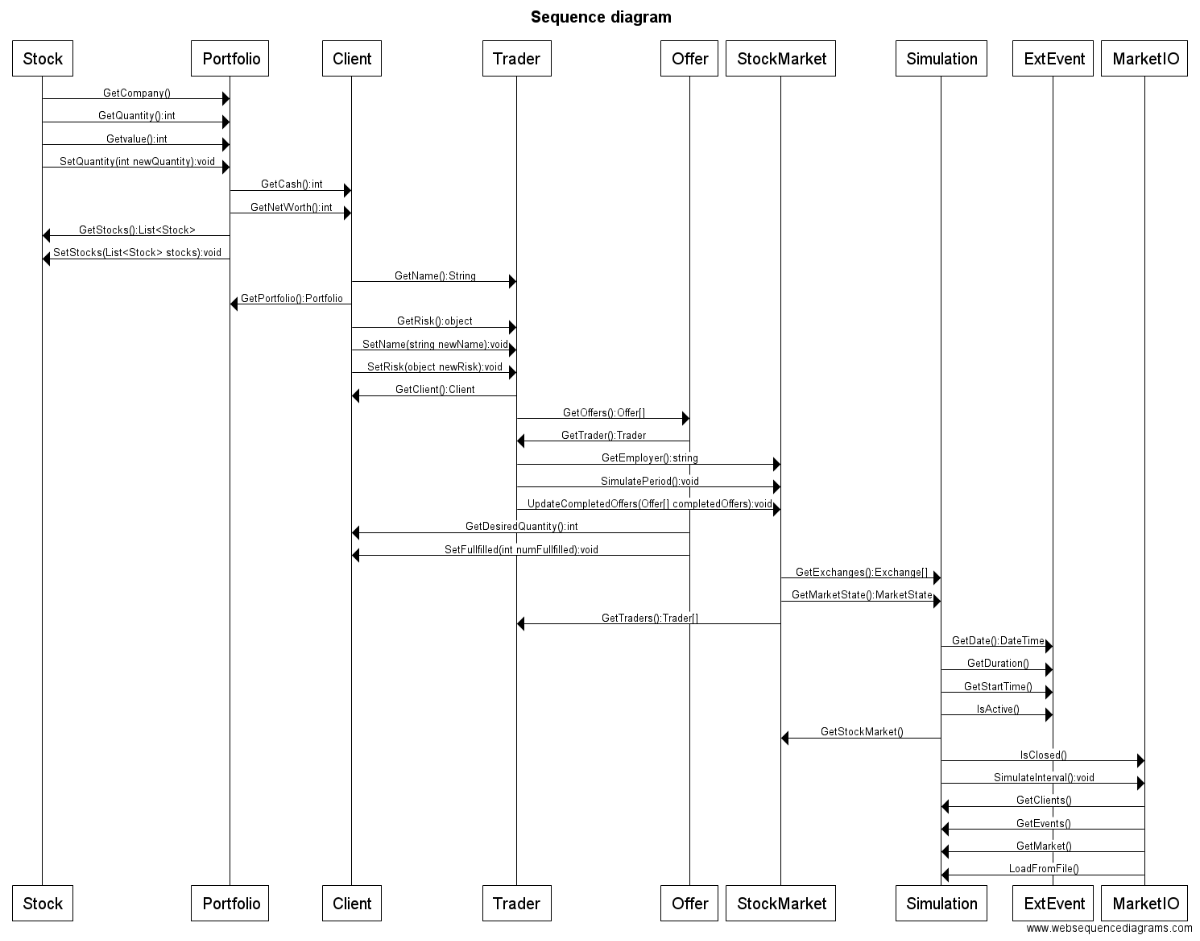 Sequence diagram
Stock Portfolio Client Trader Offer StockMarket Simulation ExtEvent MarketIO
GetCompany()
GetQuantity():int
Getvalue():int
SetQuantity(int newQuantity):void
GetCash():int
GetNetWorth():int
GetStocks():List<Stock>
SetStocks(List<Stock> stocks):void
GetName():String
GetPortfolio():Portfolio
GetRisk():object
SetName(string newName):void
SetRisk(object newRisk):void
GetClient():Client
GetOffers():Offer[]
GetTrader():Trader
GetEmployer():string
SimulatePeriod():void
UpdateCompletedOffers(Offer[] completedOffers):void
GetDesiredQuantity():int
SetFullfilled(int numFullfilled):void
GetExchanges():Exchange[]
GetMarketState():MarketState
GetTraders():Trader[]
GetDate():DateTime
GetDuration()
GetStartTime()
IsActive()
GetStockMarket()
IsClosed()
SimulateInterval():void
GetClients()
GetEvents()
GetMarket()
LoadFromFile()
Stock Portfolio Client Trader Offer StockMarket Simulation ExtEvent MarketIO
www.websequencediagrams.com